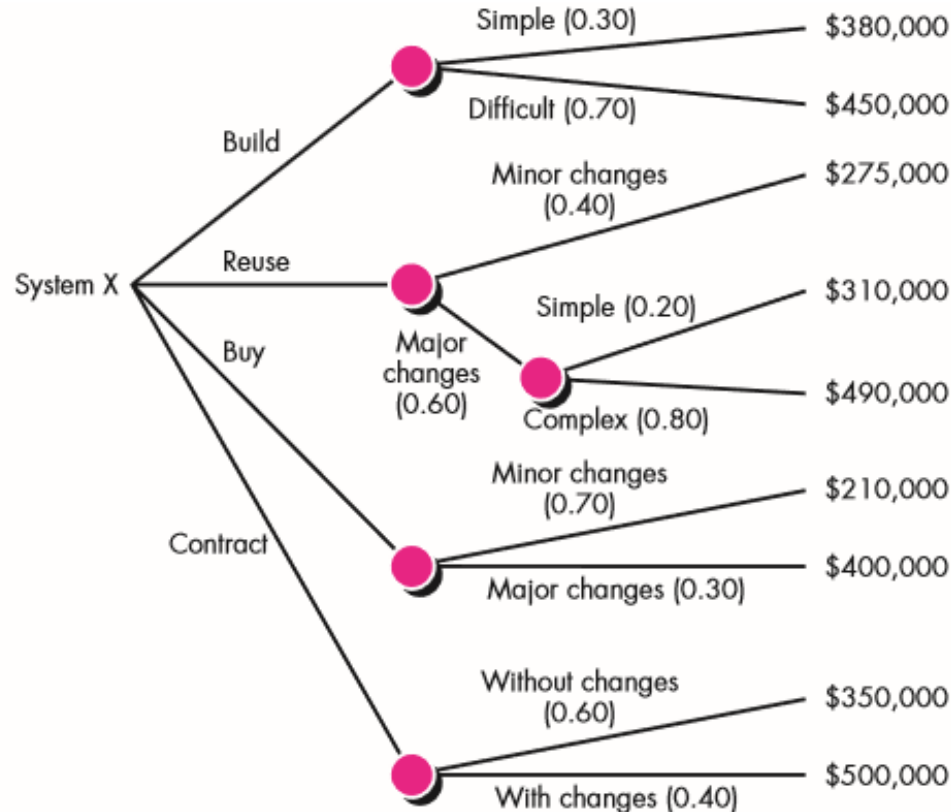 Simple (0.30)
$380,000
Difficult (0.70)
$450,000
Build
Minor changes
(0.40)
$275,000
Reuse
System X
Simple (0.20)
$310,000
Major
changes
(0.60)
Complex (0.80)
$490,000
Buy
Minor changes
(0.70)
$210,000
Contract
Major changes (0.30)
$400,000
Without changes
(0.60)
$350,000
With changes (0.40)
$500,000